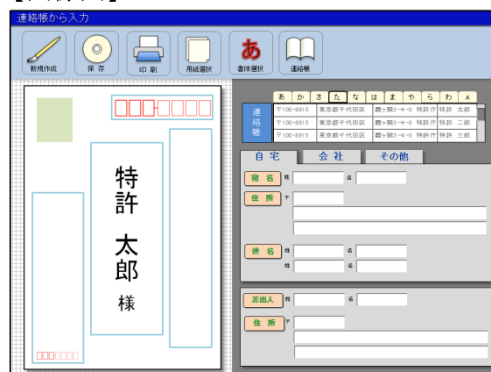 連絡帳から入力
新規作成 保存 印刷 用紙選択 書体選択 連絡帳
あ
あ か さ た な は ま や ら わ A
連絡帳
〒100-8915 東京都千代田区 霞ヶ関3-4-6 特許庁 特許 太郎
〒100-8915 東京都千代田区 霞ヶ関3-4-6 特許庁 特許 二郎
〒100-8915 東京都千代田区 霞ヶ関3-4-6 特許庁 特許 三郎
自宅 会社 その他
宛名 姓 名
住所 〒
連名 姓 名
姓 名
差出人 姓 名
住所 〒
特許 太郎 様